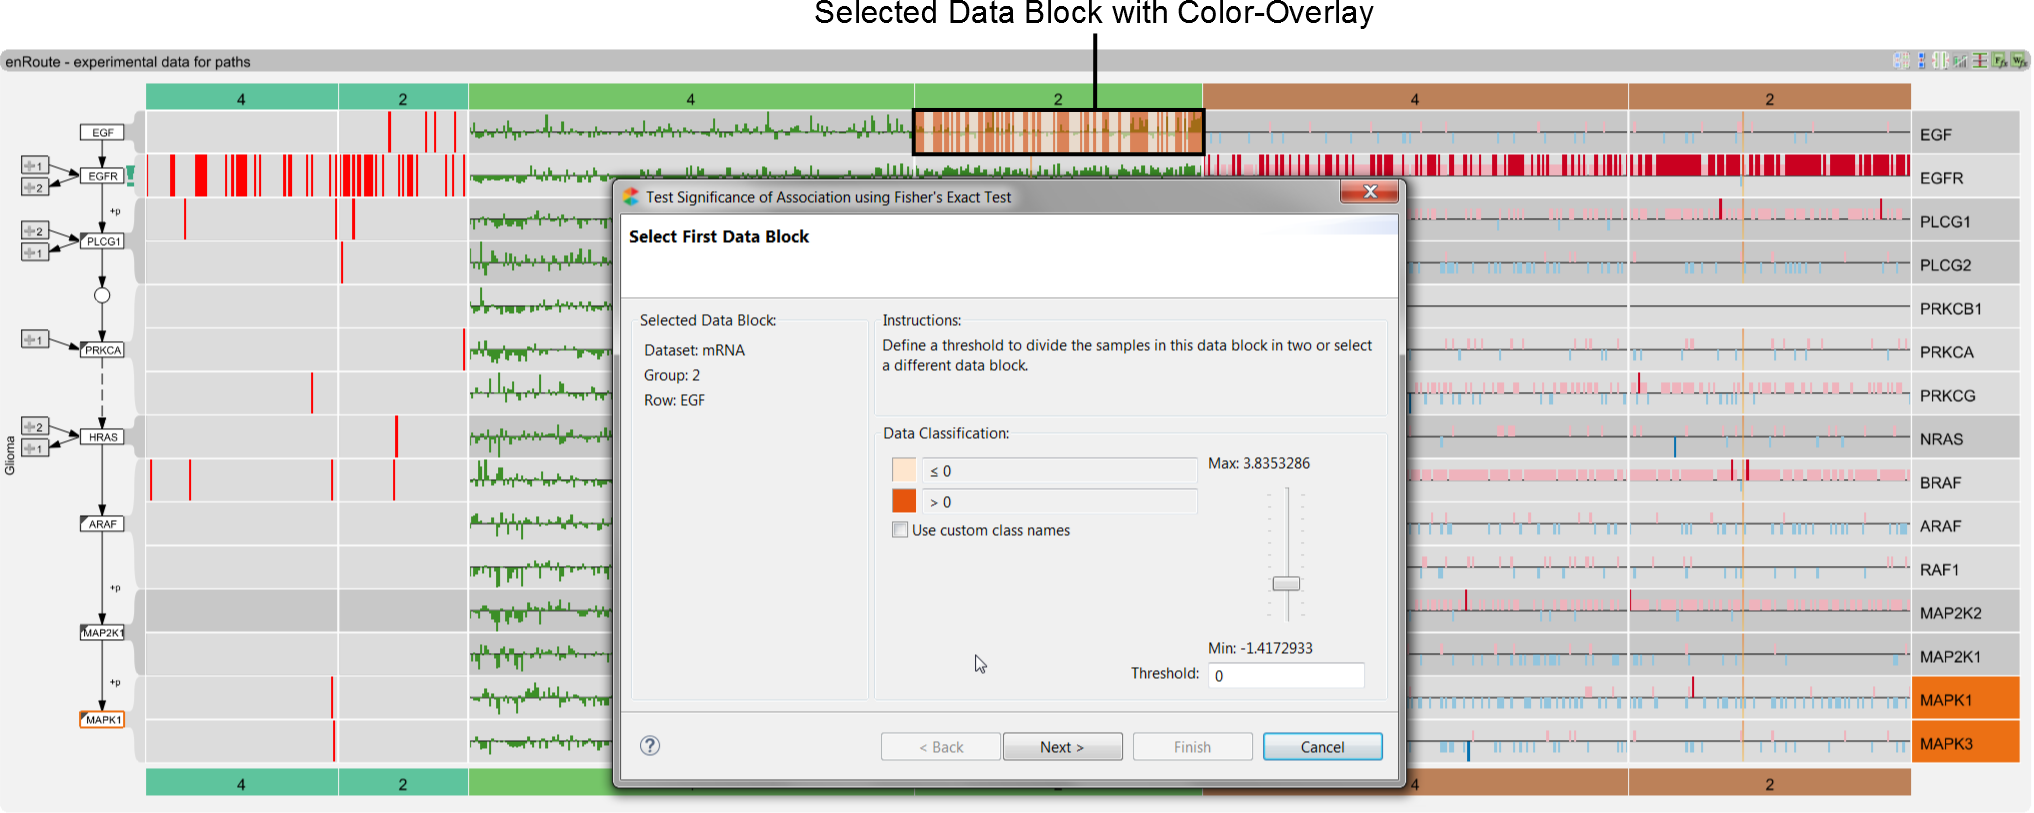 Selected Data Block with Color-Overlay
enRoute - experimental data for paths
4 2 4 2 4 2
EGF EGF
1
EGFR EGFR
2
+p
2 PLCG1
PLCG1
1 PLCG2
PRKCB1
1 PRKCA PRKCA
PRKCG
2
HRAS NRAS
1
Glioma
BRAF
ARAF ARAF
RAF1
+p
MAP2K2
MAP2K1
MAP2K1
+p
MAPK1
MAPK1
MAPK3
4 2 4 2
Test Significance of Association using Fisher's Exact Test
Select First Data Block
Selected Data Block:
Dataset: mRNA
Group: 2
Row: EGF
Instructions:
Define a threshold to divide the samples in this data block in two or select
a different data block.
Data Classification:
≤ 0
> 0
Use custom class names
Max: 3.8353286
Min: -1.4172933
Threshold: 0
?
< Back Next > Finish Cancel